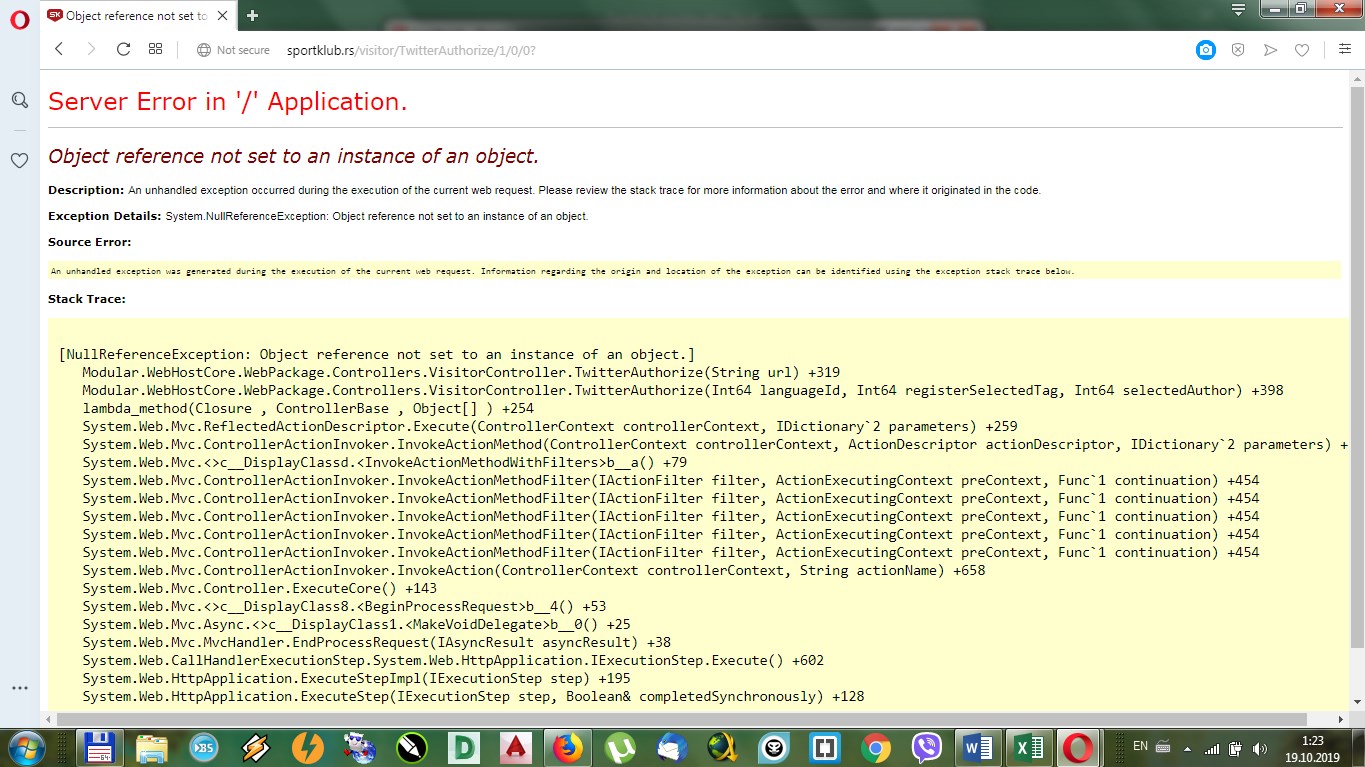 Object reference not set to
Not secure
sportklub.rs/visitor/TwitterAuthorize/1/0/0?
Server Error in '/' Application.
Object reference not set to an instance of an object.
Description: An unhandled exception occurred during the execution of the current web request. Please review the stack trace for more information about the error and where it originated in the code.
Exception Details: System.NullReferenceException: Object reference not set to an instance of an object.
Source Error:
An unhandled exception was generated during the execution of the current web request. Information regarding the origin and location of the exception can be identified using the exception stack trace below.
Stack Trace:
[NullReferenceException: Object reference not set to an instance of an object.]
Modular.WebHostCore.WebPackage.Controllers.VisitorController.TwitterAuthorize(String url) +319
Modular.WebHostCore.WebPackage.Controllers.VisitorController.TwitterAuthorize(Int64 languageId, Int64 registerSelectedTag, Int64 selectedAuthor) +398
lambda_method(Closure , ControllerBase , Object[] ) +254
System.Web.Mvc.ReflectedActionDescriptor.Execute(ControllerContext controllerContext, IDictionary`2 parameters) +259
System.Web.Mvc.ControllerActionInvoker.InvokeActionMethod(ControllerContext controllerContext, ActionDescriptor actionDescriptor, IDictionary`2 parameters) +
System.Web.Mvc.<>c__DisplayClassd.<InvokeActionMethodWithFilters>b__a() +79
System.Web.Mvc.ControllerActionInvoker.InvokeActionMethodFilter(IActionFilter filter, ActionExecutingContext preContext, Func`1 continuation) +454
System.Web.Mvc.ControllerActionInvoker.InvokeActionMethodFilter(IActionFilter filter, ActionExecutingContext preContext, Func`1 continuation) +454
System.Web.Mvc.ControllerActionInvoker.InvokeActionMethodFilter(IActionFilter filter, ActionExecutingContext preContext, Func`1 continuation) +454
System.Web.Mvc.ControllerActionInvoker.InvokeActionMethodFilter(IActionFilter filter, ActionExecutingContext preContext, Func`1 continuation) +454
System.Web.Mvc.ControllerActionInvoker.InvokeActionMethodFilter(IActionFilter filter, ActionExecutingContext preContext, Func`1 continuation) +454
System.Web.Mvc.ControllerActionInvoker.InvokeAction(ControllerContext controllerContext, String actionName) +658
System.Web.Mvc.Controller.ExecuteCore() +143
System.Web.Mvc.<>c__DisplayClass8.<BeginProcessRequest>b__4() +53
System.Web.Mvc.Async.<>c__DisplayClass1.<MakeVoidDelegate>b__0() +25
System.Web.Mvc.MvcHandler.EndProcessRequest(IAsyncResult asyncResult) +38
System.Web.CallHandlerExecutionStep.System.Web.HttpApplication.IExecutionStep.Execute() +602
System.Web.HttpApplication.ExecuteStepImpl(IExecutionStep step) +195
System.Web.HttpApplication.ExecuteStep(IExecutionStep step, Boolean& completedSynchronously) +128
EN
1:23
19.10.2019